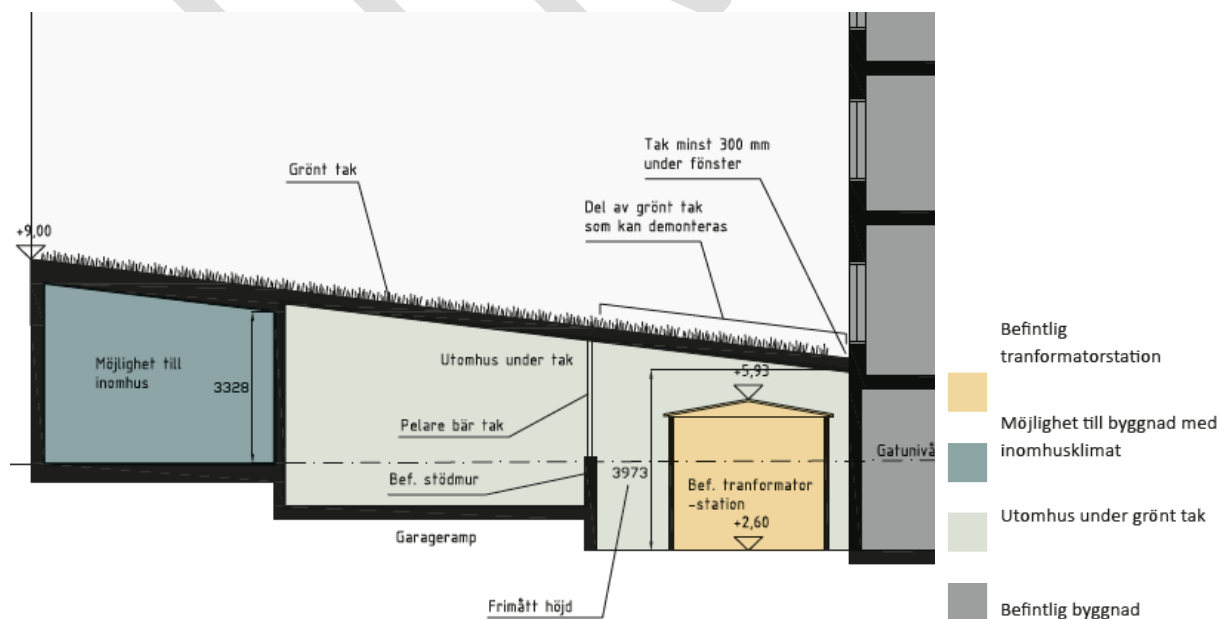 Tak minst 300 mm
under fönster
Grönt tak
Del av grönt tak
som kan demonteras
+9,00
Utomhus under tak
+5,93
Möjlighet till
inomhus
3328
Pelare bär tak
Bef. stödmur
3973
Bef. tranformator
-station
+2,60
Gatunivå
Garageramp
Frimått höjd
Befintlig
tranformatorstation
Möjlighet till byggnad med
inomhusklimat
Utomhus under grönt tak
Befintlig byggnad